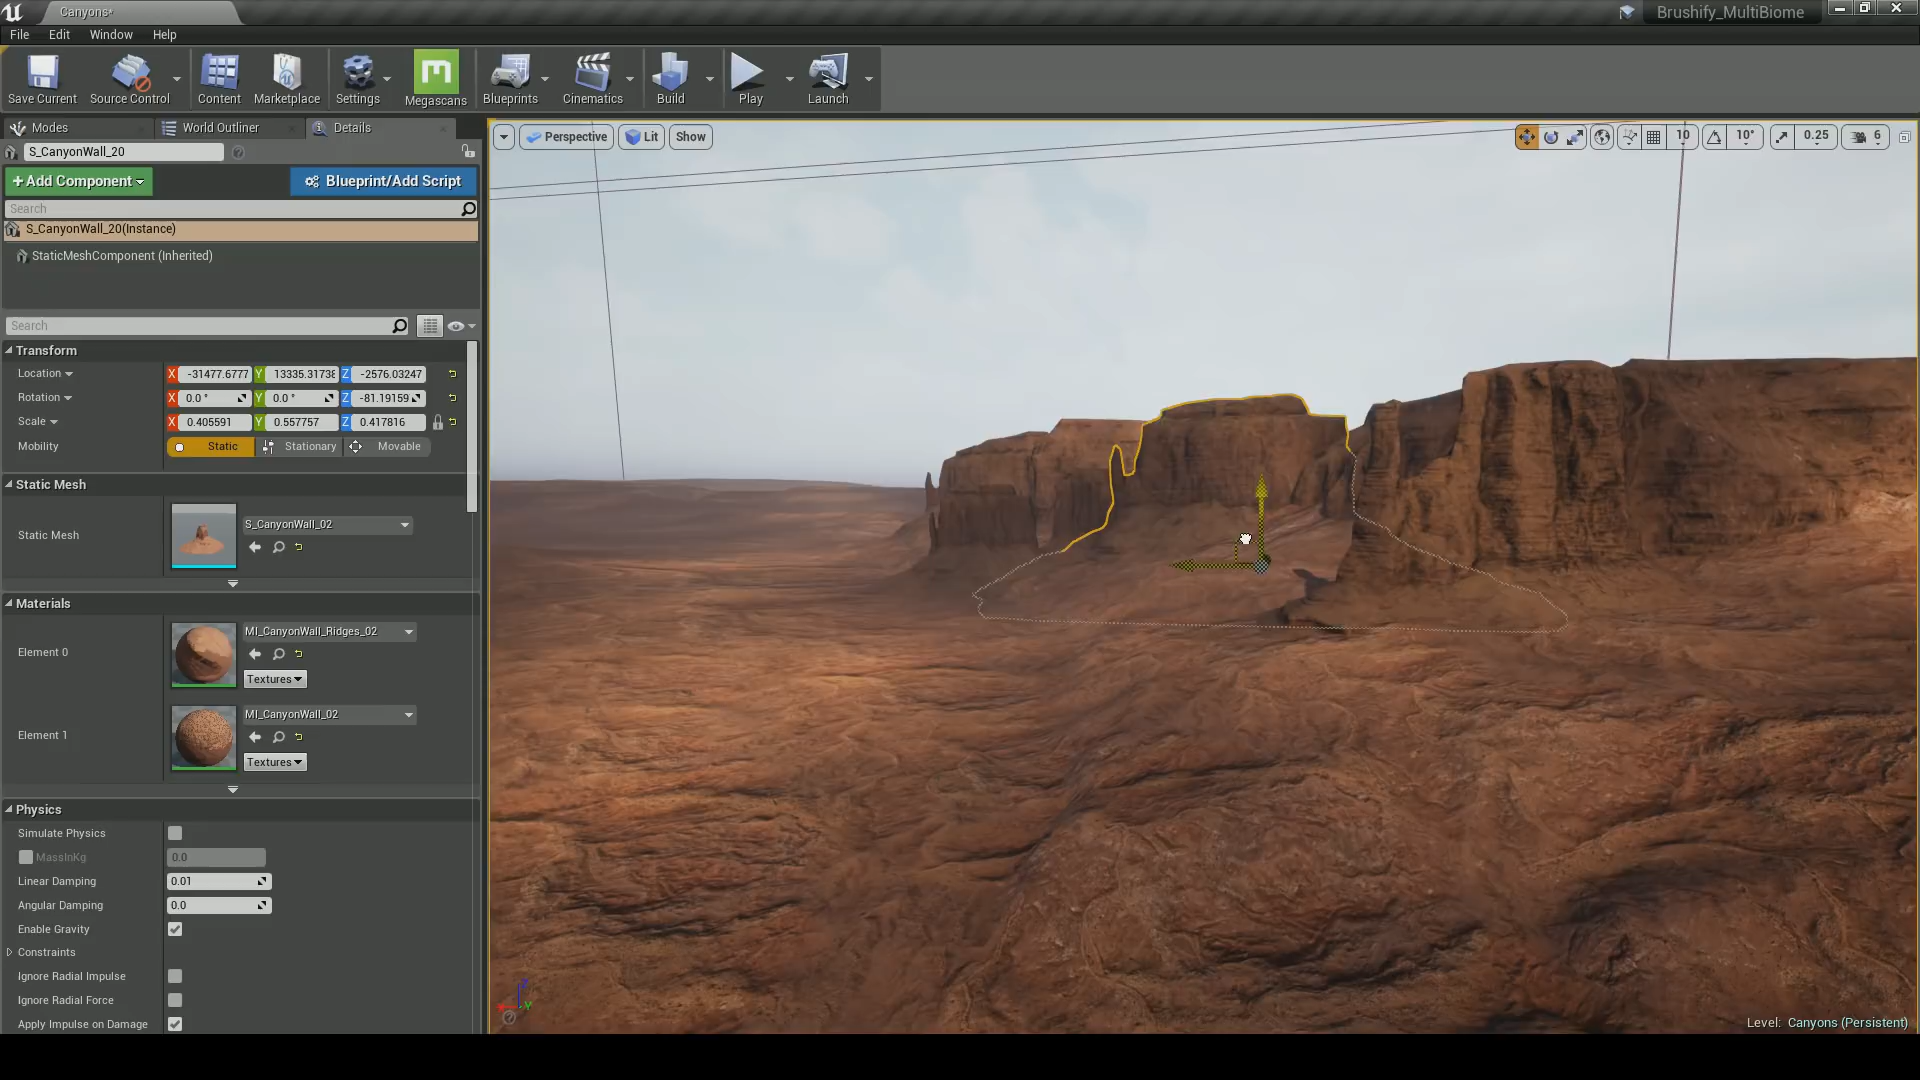 Canyons*
Brushify_MultiBiome
File Edit Window Help
Save Current Source Control Content Marketplace Settings Megascans Blueprints Cinematics Build Play Launch
Modes World Outliner Details
Perspective Lit Show 10 10° 0.25 6
S_CanyonWall_20
+Add Component Blueprint/Add Script
Search
S_CanyonWall_20(Instance)
StaticMeshComponent (Inherited)
Search
Transform
Location X -31477.6777 Y 13335.31738 Z -2576.03247
Rotation X 0.0 ° Y 0.0 ° Z -81.19159
Scale X 0.405591 Y 0.557757 Z 0.417816
Mobility Static Stationary Movable
Static Mesh
Static Mesh S_CanyonWall_02
Materials
Element 0 MI_CanyonWall_Ridges_02
Textures
Element 1 MI_CanyonWall_02
Textures
Physics
Simulate Physics
MassInKg 0.0
Linear Damping 0.01
Angular Damping 0.0
Enable Gravity
Constraints
Ignore Radial Impulse
Ignore Radial Force
Apply Impulse on Damage
Z
X Y
Level: Canyons (Persistent)